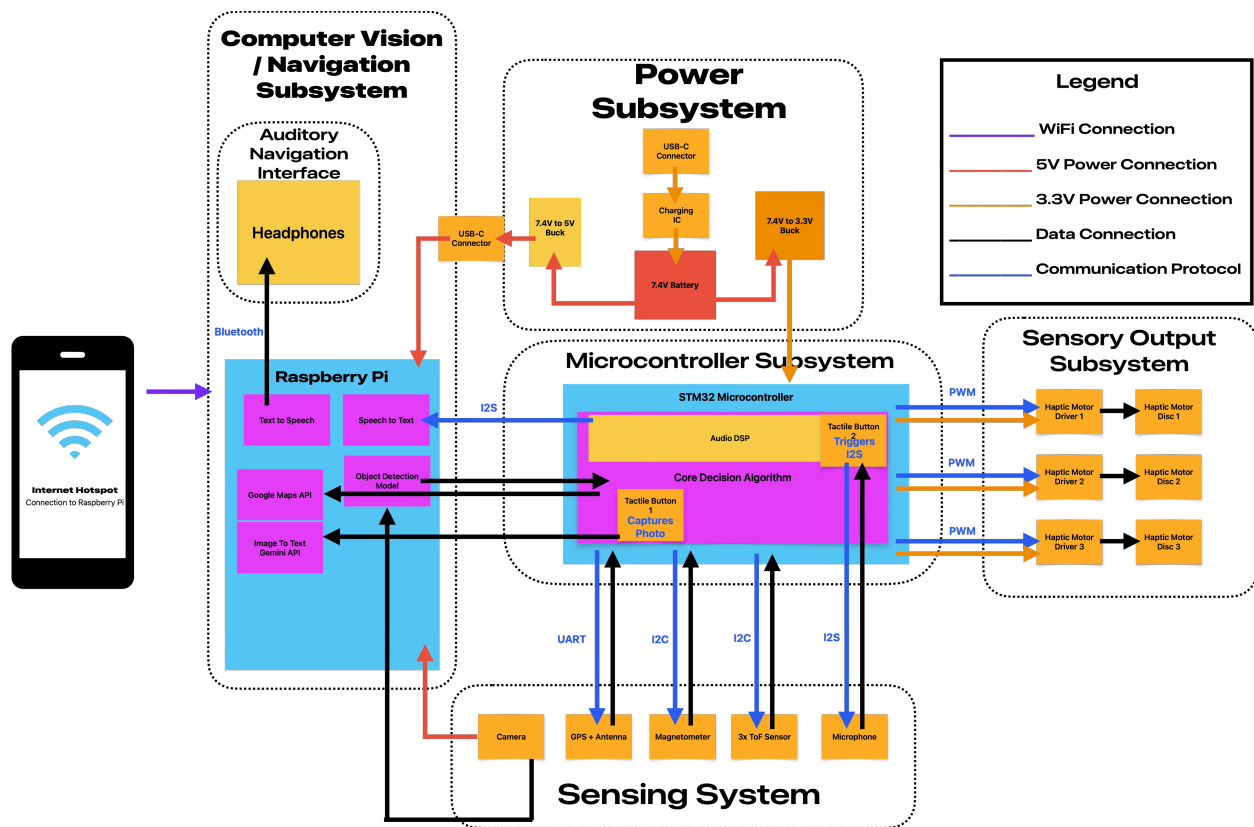 Computer Vision
/ Navigation
Subsystem
Auditory
Navigation
Interface
Headphones
Bluetooth
Raspberry Pi
Text to Speech
Speech to Text
Object Detection
Model
Google Maps API
Image To Text
Gemini API
Internet Hotspot
Connection to Raspberry Pi
Power
Subsystem
USB-C
Connector
Charging
IC
7.4V to 5V
Buck
7.4V to 3.3V
Buck
7.4V Battery
USB-C
Connector
Legend
WiFi Connection
5V Power Connection
3.3V Power Connection
Data Connection
Communication Protocol
Microcontroller Subsystem
STM32 Microcontroller
I2S
Audio DSP
Tactile Button
2
Triggers
I2S
Core Decision Algorithm
Tactile Button
1
Captures
Photo
Sensory Output
Subsystem
PWM
Haptic Motor
Driver 1
Haptic Motor
Disc 1
PWM
Haptic Motor
Driver 2
Haptic Motor
Disc 2
PWM
Haptic Motor
Driver 3
Haptic Motor
Disc 3
UART
I2C
I2C
I2S
Camera
GPS + Antenna
Magnetometer
3x ToF Sensor
Microphone
Sensing System